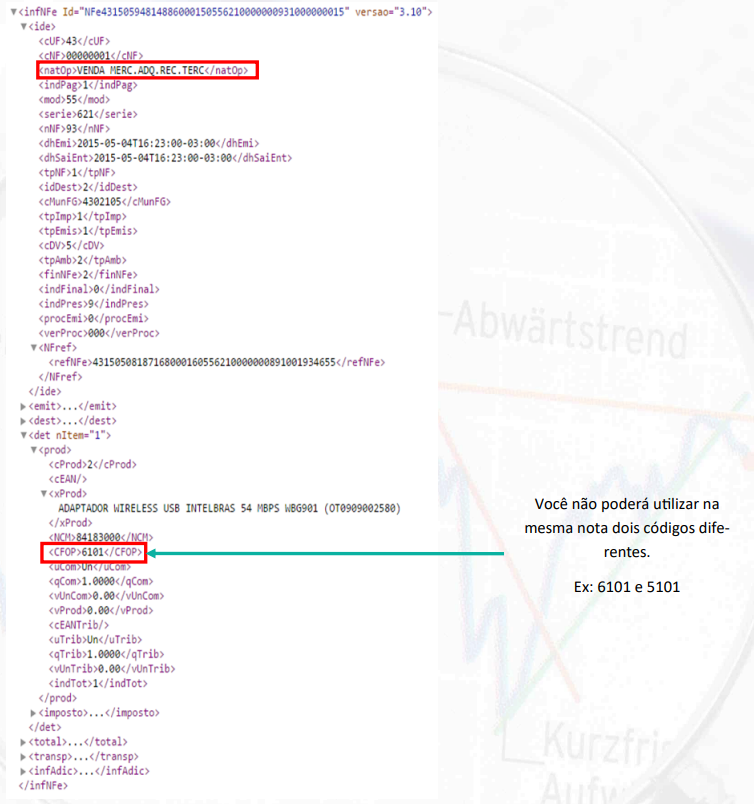 ▼<infNFe Id="NFe43150594814886000150556210000000931000000015" versao="3.10">
▼<ide>
<cUF>43</cUF>
<cNF>00000001</cNF>
<natOp>VENDA MERC.ADQ.REC.TERC</natOp>
<indPag>1</indPag>
<mod>55</mod>
<serie>621</serie>
<nNF>93</nNF>
<dhEmi>2015-05-04T16:23:00-03:00</dhEmi>
<dhSaiEnt>2015-05-04T16:23:00-03:00</dhSaiEnt>
<tpNF>1</tpNF>
<idDest>2</idDest>
<cMunFG>4302105</cMunFG>
<tpImp>1</tpImp>
<tpEmis>1</tpEmis>
<cDV>5</cDV>
<tpAmb>2</tpAmb>
<finNFe>2</finNFe>
<indFinal>0</indFinal>
<indPres>9</indPres>
<procEmi>0</procEmi>
<verProc>000</verProc>
▼<NFref>
<refNFe>43150508187168000160556210000000891001934655</refNFe>
</NFref>
</ide>
▶<emit>...</emit>
▶<dest>...</dest>
▼<det nItem="1">
▼<prod>
<cProd>2</cProd>
<cEAN/>
▼<xProd>
ADAPTADOR WIRELESS USB INTELBRAS 54 MBPS WBG901 (OT0909002580)
</xProd>
<NCM>84183000</NCM>
<CFOP>6101</CFOP>
<uCom>Un</uCom>
<qCom>1.0000</qCom>
<vUnCom>0.00</vUnCom>
<vProd>0.00</vProd>
<cEANTrib/>
<uTrib>Un</uTrib>
<qTrib>1.0000</qTrib>
<vUnTrib>0.00</vUnTrib>
<indTot>1</indTot>
</prod>
▶<imposto>...</imposto>
</det>
▶<total>...</total>
▶<transp>...</transp>
▶<infAdic>...</infAdic>
</infNFe>
Você não poderá utilizar na
mesma nota dois códigos dife-
rentes.
Ex: 6101 e 5101
Abwärtstrend